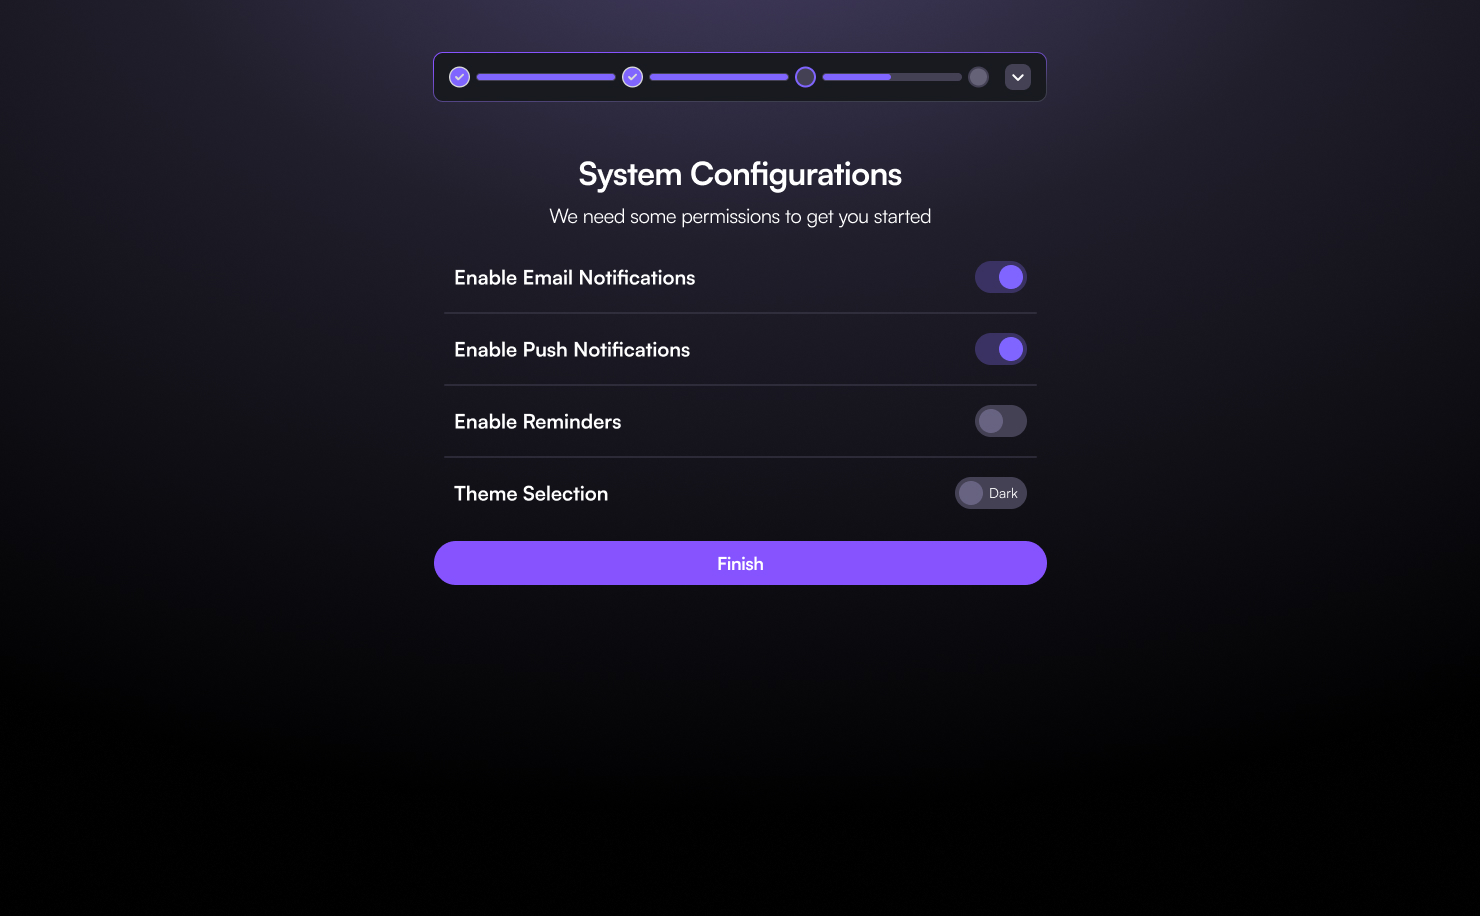 System Configurations
We need some permissions to get you started
Enable Email Notifications
Enable Push Notifications
Enable Reminders
Theme Selection
Dark
Finish